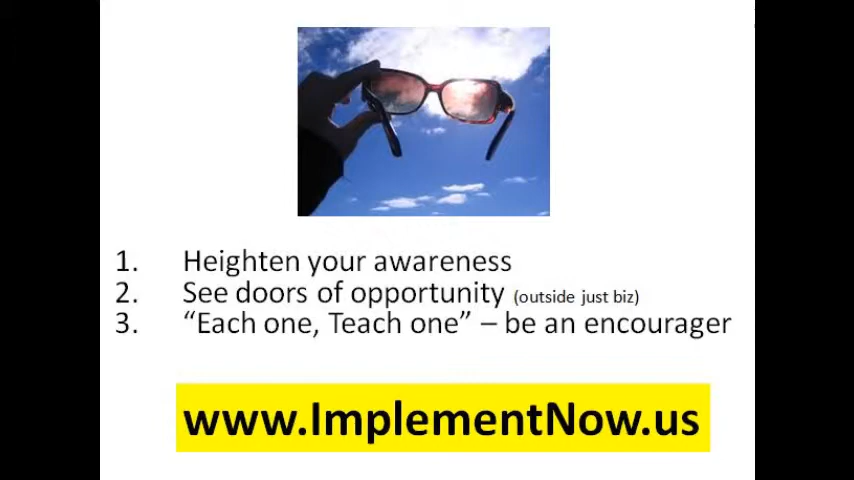 1. Heighten your awareness
2. See doors of opportunity (outside just biz)
3. “Each one, Teach one” – be an encourager
www.ImplementNow.us